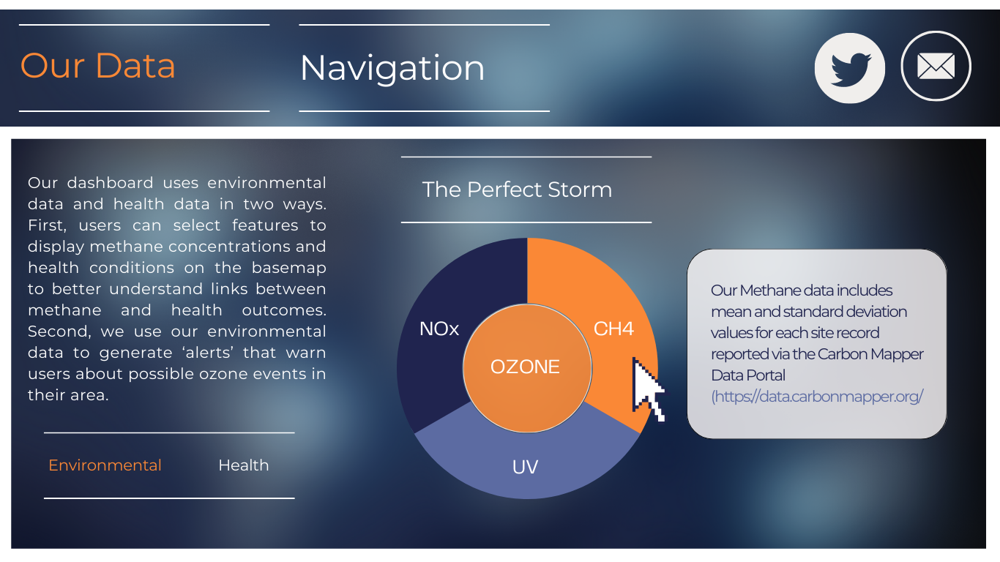 Our Data
Navigation
Our dashboard uses environmental
data and health data in two ways.
First, users can select features to
display methane concentrations and
health conditions on the basemap
to better understand links between
methane and health outcomes.
Second, we use our environmental
data to generate ‘alerts’ that warn
users about possible ozone events in
their area.
Environmental
Health
The Perfect Storm
NOx
CH4
OZONE
UV
Our Methane data includes
mean and standard deviation
values for each site record
reported via the Carbon Mapper
Data Portal
(https://data.carbonmapper.org/